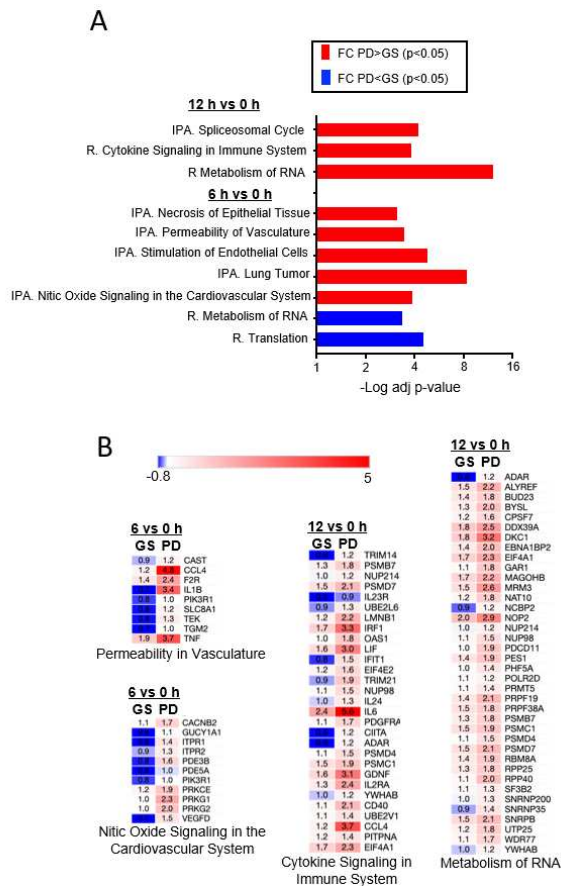 A
FC PD>GS (p<0.05)
FC PD<GS (p<0.05)
12 h vs 0 h
IPA. Spliceosomal Cycle
R. Cytokine Signaling in Immune System
R Metabolism of RNA
6 h vs 0 h
IPA. Necrosis of Epithelial Tissue
IPA. Permeability of Vasculature
IPA. Stimulation of Endothelial Cells
IPA. Lung Tumor
IPA. Nitic Oxide Signaling in the Cardiovascular System
R. Metabolism of RNA
R. Translation
1 2 4 8 16
-Log adj p-value
B
-0.8 5
6 vs 0 h
GS PD
0.9 1.2 CAST
1.2 4.8 CCL4
1.4 2.4 F2R
3.4 IL1B
1.0 PIK3R1
1.2 SLC8A1
1.2 TEK
1.2 TGM2
1.9 3.7 TNF
Permeability in Vasculature
6 vs 0 h
GS PD
1.1 1.7 CACNB2
1.1 GUCY1A1
1.4 ITPR1
0.9 1.3 ITPR2
1.6 PDE3B
1.0 PDE5A
1.0 PIK3R1
1.2 1.9 PRKCE
1.0 2.3 PRKG1
1.0 2.0 PRKG2
1.5 VEGFD
Nitic Oxide Signaling in the
Cardiovascular System
12 vs 0 h
GS PD
1.2 TRIM14
1.3 1.8 PSMB7
1.2 NUP214
1.5 2.1 PSMD7
0.9 IL23R
0.9 1.3 UBE2L6
1.2 2.2 LMNB1
1.7 3.3 IRF1
1.0 1.8 OAS1
1.6 3.0 LIF
1.5 IFIT1
1.2 1.6 EIF4E2
0.9 1.9 TRIM21
1.1 1.5 NUP98
1.0 1.3 IL24
2.4 IL6
1.1 1.7 PDGFRA
1.2 CIITA
1.2 ADAR
1.1 1.5 PSMD4
1.5 1.9 PSMC1
1.6 3.1 GDNF
1.3 2.4 IL2RA
1.0 1.2 YWHAB
1.1 2.1 CD40
1.1 1.4 UBE2V1
1.2 3.7 CCL4
1.2 1.4 PITPNA
1.7 2.3 EIF4A1
Cytokine Signaling in
Immune System
12 vs 0 h
GS PD
1.2 ADAR
1.5 2.2 ALYREF
1.4 1.8 BUD23
1.3 2.0 BYSL
1.2 1.6 CPSF7
1.8 2.5 DDX39A
1.8 3.2 DKC1
1.4 2.0 EBNA1BP2
1.7 2.3 EIF4A1
1.1 1.8 GAR1
1.7 2.2 MAGOHB
1.5 2.6 MRM3
1.2 1.8 NAT10
0.9 1.2 NCBP2
2.0 2.9 NOP2
1.0 1.2 NUP214
1.1 1.5 NUP98
1.2 1.8 PDCD11
1.4 1.9 PES1
1.0 1.4 PHF5A
1.1 1.2 POLR2D
1.1 1.4 PRMT5
1.4 2.1 PRPF19
1.3 1.8 PRPF38A
1.3 1.8 PSMB7
1.5 1.9 PSMC1
1.1 1.5 PSMD4
1.5 2.1 PSMD7
1.4 1.9 RBM8A
1.3 1.8 RPP25
1.1 2.0 RPP40
1.1 1.2 SF3B2
1.0 1.3 SNRNP200
0.9 1.4 SNRNP35
1.5 2.1 SNRPB
1.2 1.8 UTP25
1.1 1.7 WDR77
1.0 1.2 YWHAB
Metabolism of RNA